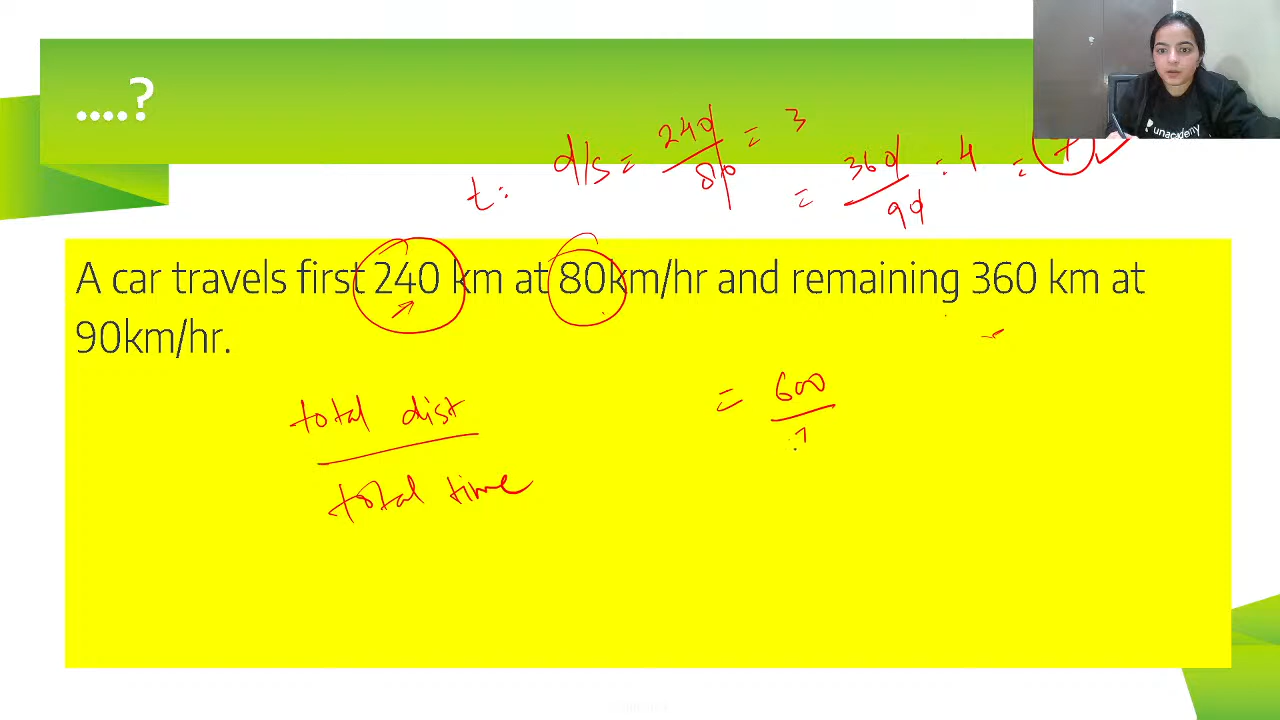 ....?
t = d/s = 240/80 = 3
= 360/90 = 4 = 7
unacademy
A car travels first 240 km at 80km/hr and remaining 360 km at
90km/hr.
total dist
total time
= 600/7